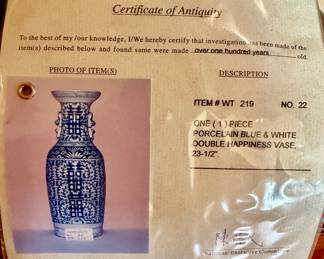 Certificate of Antiquity
To the best of my /our knowledge, I/We hereby certify that investigation has been made of the
item(s) described below and found same were made over one hundred years old.
PHOTO OF ITEM(S)
DESCRIPTION
ITEM # WT 219 NO. 22
ONE ( 1 ) PIECE
PORCELAIN BLUE & WHITE
DOUBLE HAPPINESS VASE,
23-1/2".
Executive Committee